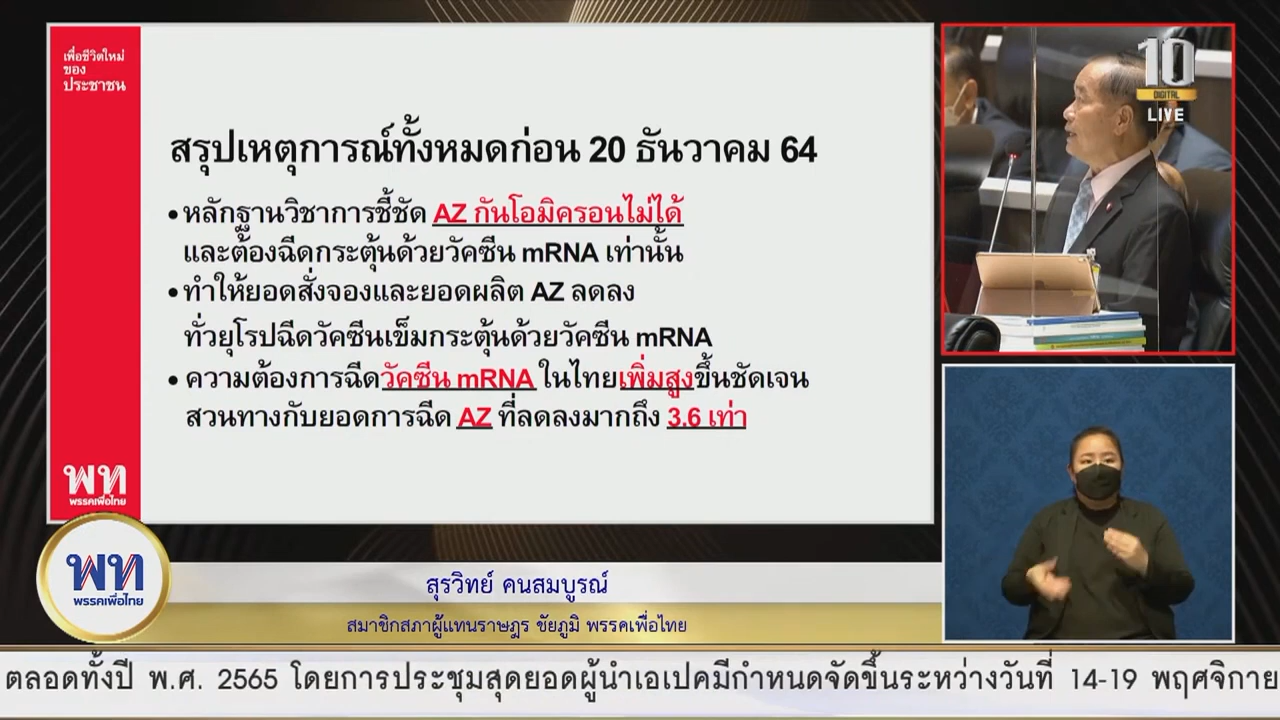 เพื่อชีวิตใหม่
ของ
ประชาชน
สรุปเหตุการณ์ทั้งหมดก่อน 20 ธันวาคม 64
•หลักฐานวิชาการชี้ชัด AZ กันโอมิครอนไม่ได้
และต้องฉีดกระตุ้นด้วยวัคซีน mRNA เท่านั้น
•ทำให้ยอดสั่งจองและยอดผลิต AZ ลดลง
ทั่วยุโรปฉีดวัคซีนเข็มกระตุ้นด้วยวัคซีน mRNA
• ความต้องการฉีดวัคซีน mRNA ในไทยเพิ่มสูงขึ้นชัดเจน
สวนทางกับยอดการฉีด AZ ที่ลดลงมากถึง 3.6 เท่า
พท
พรรคเพื่อไทย
10
DIGITAL
LIVE
พท
พรรคเพื่อไทย
สุรวิทย์ คนสมบูรณ์
สมาชิกสภาผู้แทนราษฎร ชัยภูมิ พรรคเพื่อไทย
ตลอดทั้งปี พ.ศ. 2565 โดยการประชุมสุดยอดผู้นำเอเปคมีกำหนดจัดขึ้นระหว่างวันที่ 14-19 พฤศจิกาย